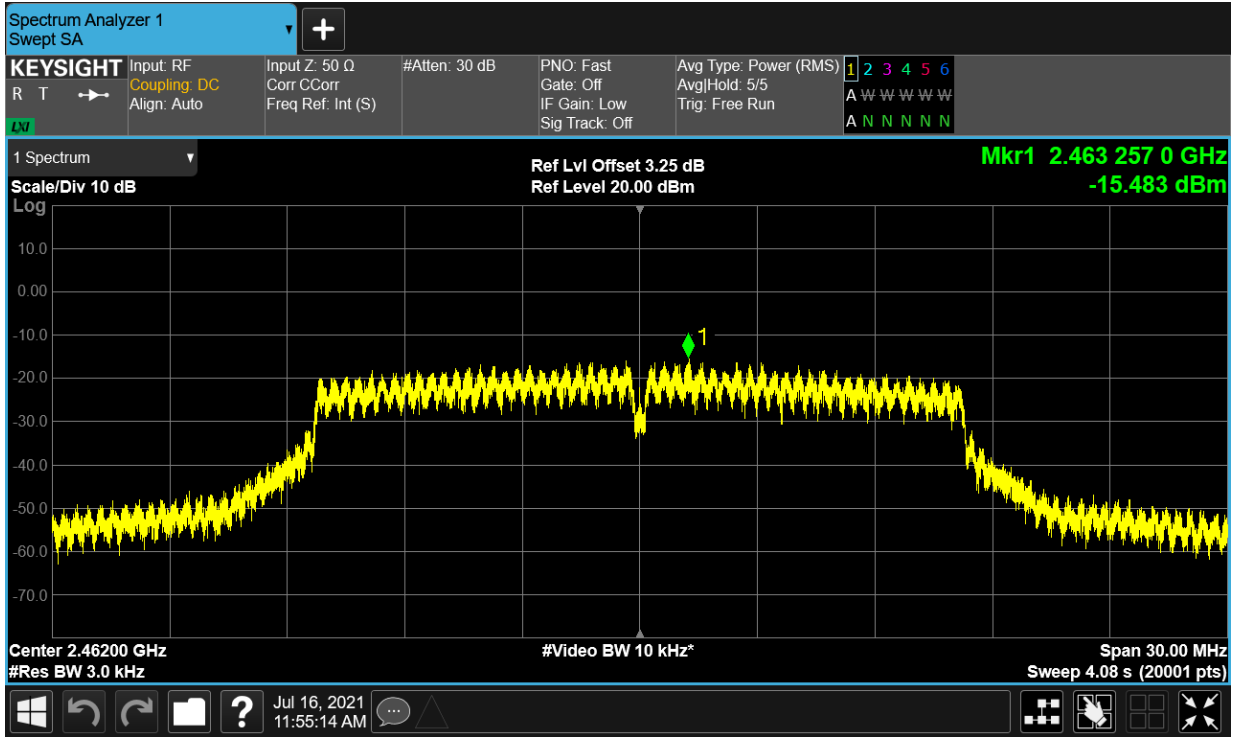 Spectrum Analyzer 1
Swept SA
KEYSIGHT
R T
LXI
Input: RF
Coupling: DC
Align: Auto
Input Z: 50 Ω
Corr CCorr
Freq Ref: Int (S)
#Atten: 30 dB
PNO: Fast
Gate: Off
IF Gain: Low
Sig Track: Off
Avg Type: Power (RMS)
Avg|Hold: 5/5
Trig: Free Run
1 2 3 4 5 6
A W W W W W
A N N N N N
1 Spectrum
Scale/Div 10 dB
Log
Ref Lvl Offset 3.25 dB
Ref Level 20.00 dBm
Mkr1 2.463 257 0 GHz
-15.483 dBm
10.0
0.00
-10.0
-20.0
-30.0
-40.0
-50.0
-60.0
-70.0
1
Center 2.46200 GHz
#Res BW 3.0 kHz
#Video BW 10 kHz*
Span 30.00 MHz
Sweep 4.08 s (20001 pts)
?
Jul 16, 2021
11:55:14 AM